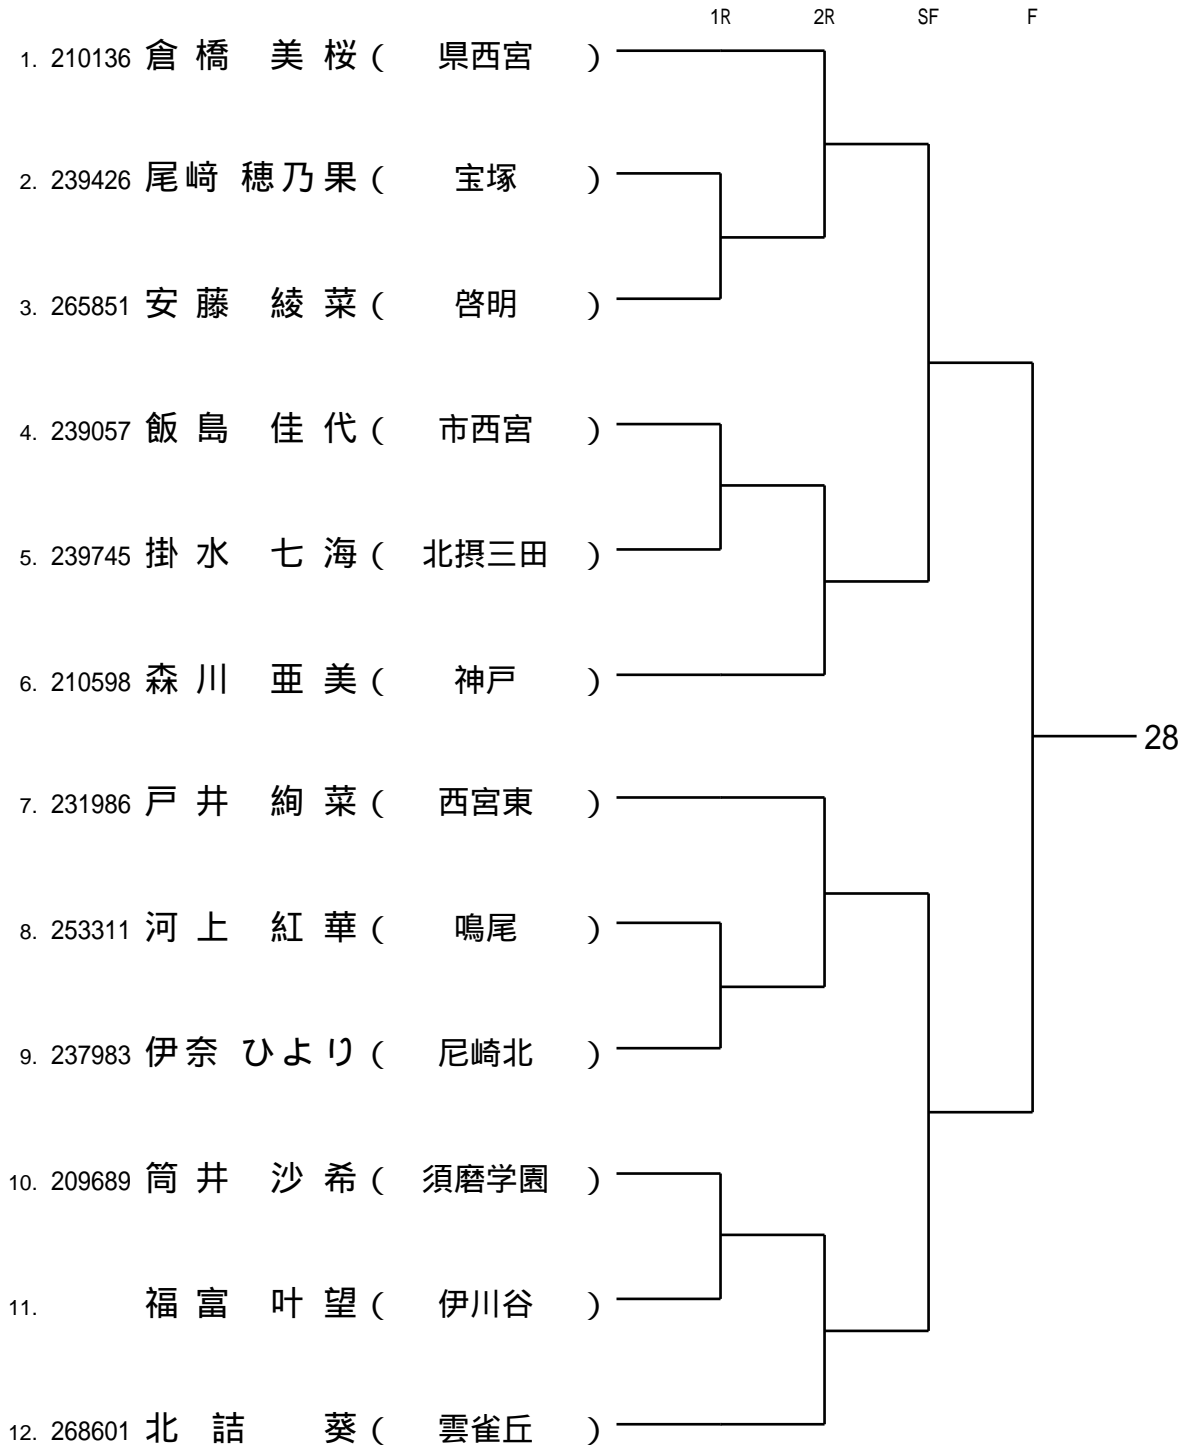 1R 2R SF F
1. 210136 倉橋 美桜 ( 県西宮 )
2. 239426 尾﨑 穂乃果 ( 宝塚 )
3. 265851 安藤 綾菜 ( 啓明 )
4. 239057 飯島 佳代 ( 市西宮 )
5. 239745 掛水 七海 ( 北摂三田 )
6. 210598 森川 亜美 ( 神戸 )
28
7. 231986 戸井 絢菜 ( 西宮東 )
8. 253311 河上 紅華 ( 鳴尾 )
9. 237983 伊奈 ひより ( 尼崎北 )
10. 209689 筒井 沙希 ( 須磨学園 )
11. 福富 叶望 ( 伊川谷 )
12. 268601 北詰 葵 ( 雲雀丘 )